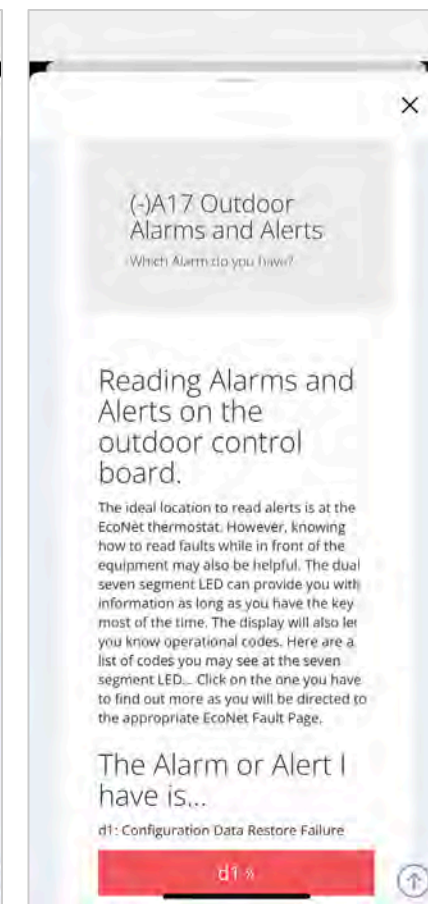 (-)A17 Outdoor
Alarms and Alerts
Which Alarm do you have?
Reading Alarms and
Alerts on the
outdoor control
board.
The ideal location to read alerts is at the
EcoNet thermostat. However, knowing
how to read faults while in front of the
equipment may also be helpful. The dual
seven segment LED can provide you with
information as long as you have the key
most of the time. The display will also let
you know operational codes. Here are a
list of codes you may see at the seven
segment LED... Click on the one you have
to find out more as you will be directed to
the appropriate EcoNet Fault Page.
The Alarm or Alert I
have is...
d1: Configuration Data Restore Failure
d1 »